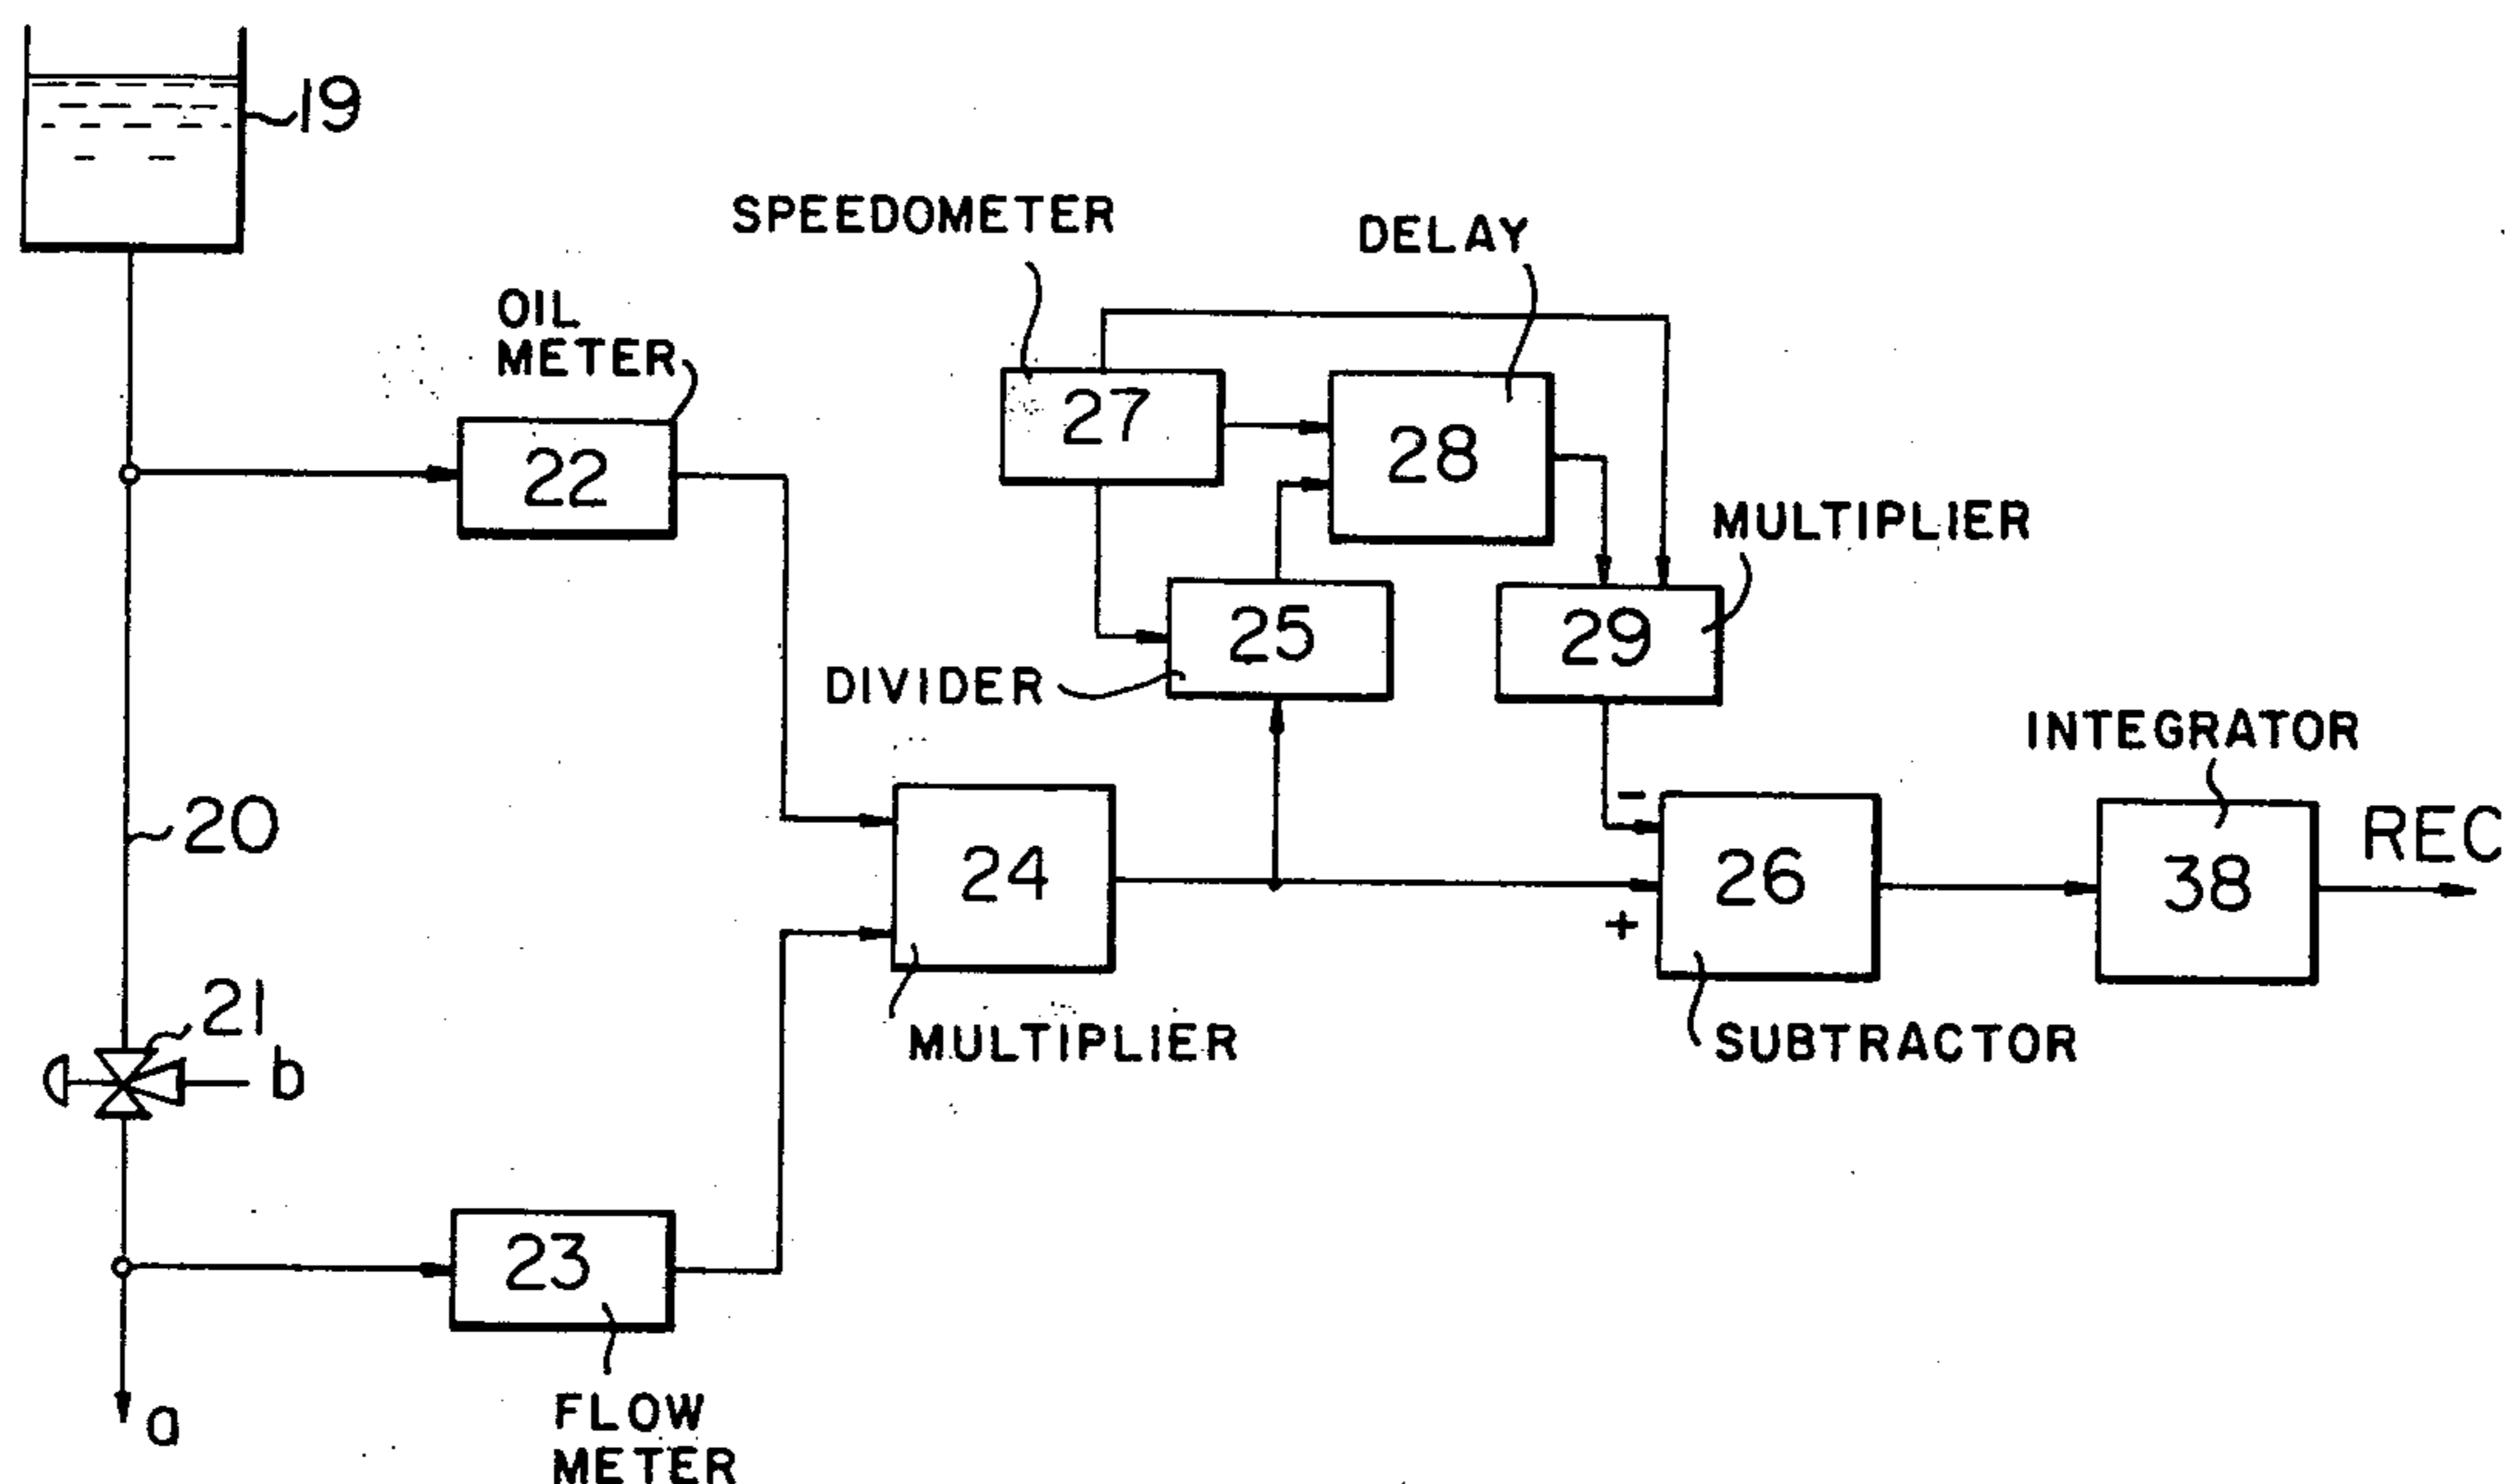 19
SPEEDOMETER
DELAY
OIL
METER
27
28
22
MULTIPLIER
25
29
DIVIDER
INTEGRATOR
20
-
REC
24
26
38
+
21
MULTIPLIER
SUBTRACTOR
b
23
a
FLOW
METER